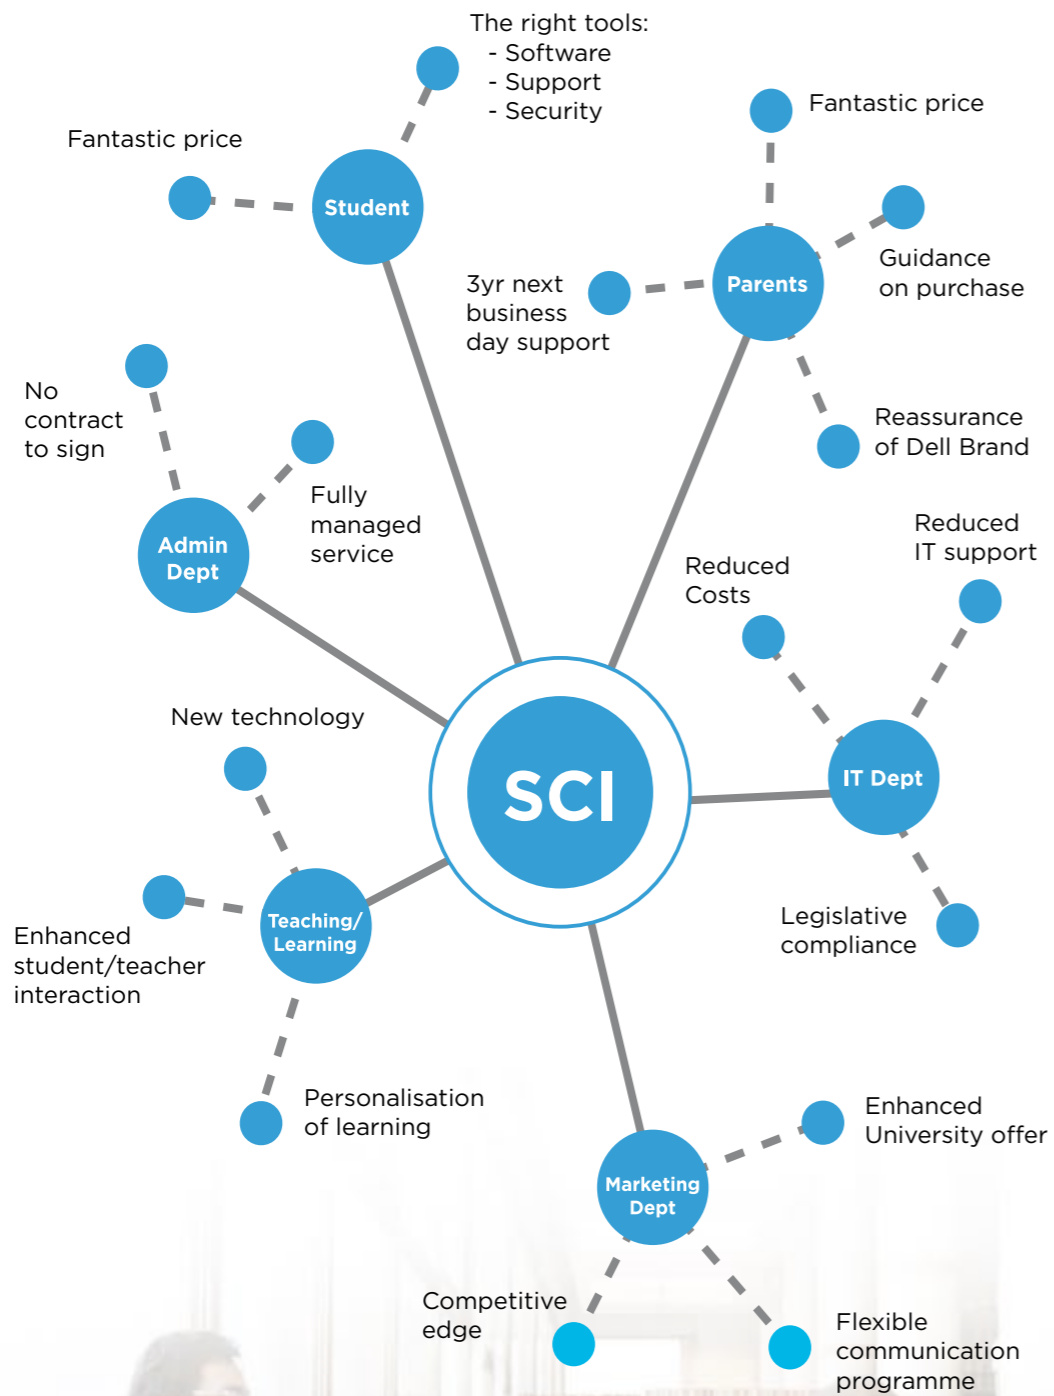 The right tools:
- Software
- Support
- Security
Fantastic price
Student
Fantastic price
Guidance
on purchase
Parents
3yr next
business
day support
Reassurance
of Dell Brand
No
contract
to sign
Fully
managed
service
Admin
Dept
Reduced
IT support
Reduced
Costs
IT Dept
Legislative
compliance
SCI
New technology
Teaching/
Learning
Enhanced
student/teacher
interaction
Personalisation
of learning
Enhanced
University offer
Marketing
Dept
Competitive
edge
Flexible
communication
programme